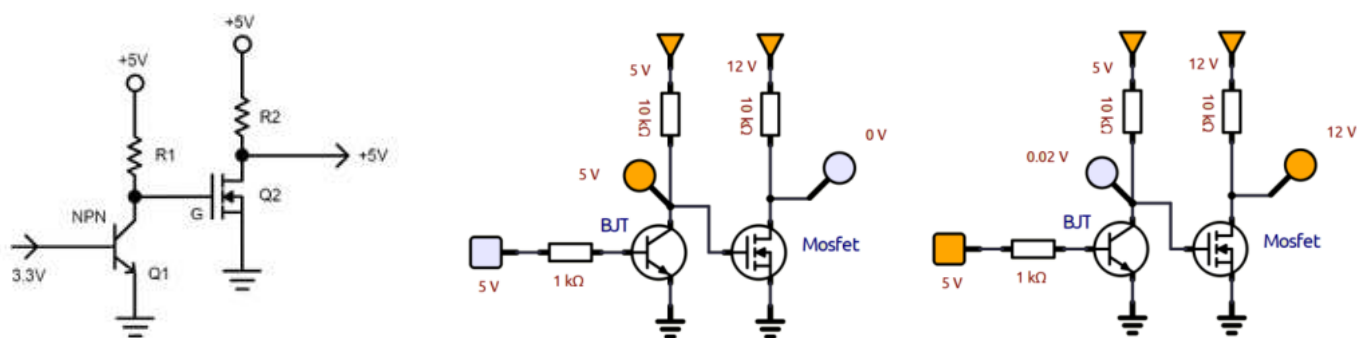 +5V
+5V
R1
R2
+5V
NPN
G
Q2
3.3V
Q1
5 V
12 V
10 kΩ
10 kΩ
0 V
5 V
BJT
Mosfet
5 V
1 kΩ
5 V
12 V
10 kΩ
10 kΩ
12 V
0.02 V
BJT
Mosfet
5 V
1 kΩ